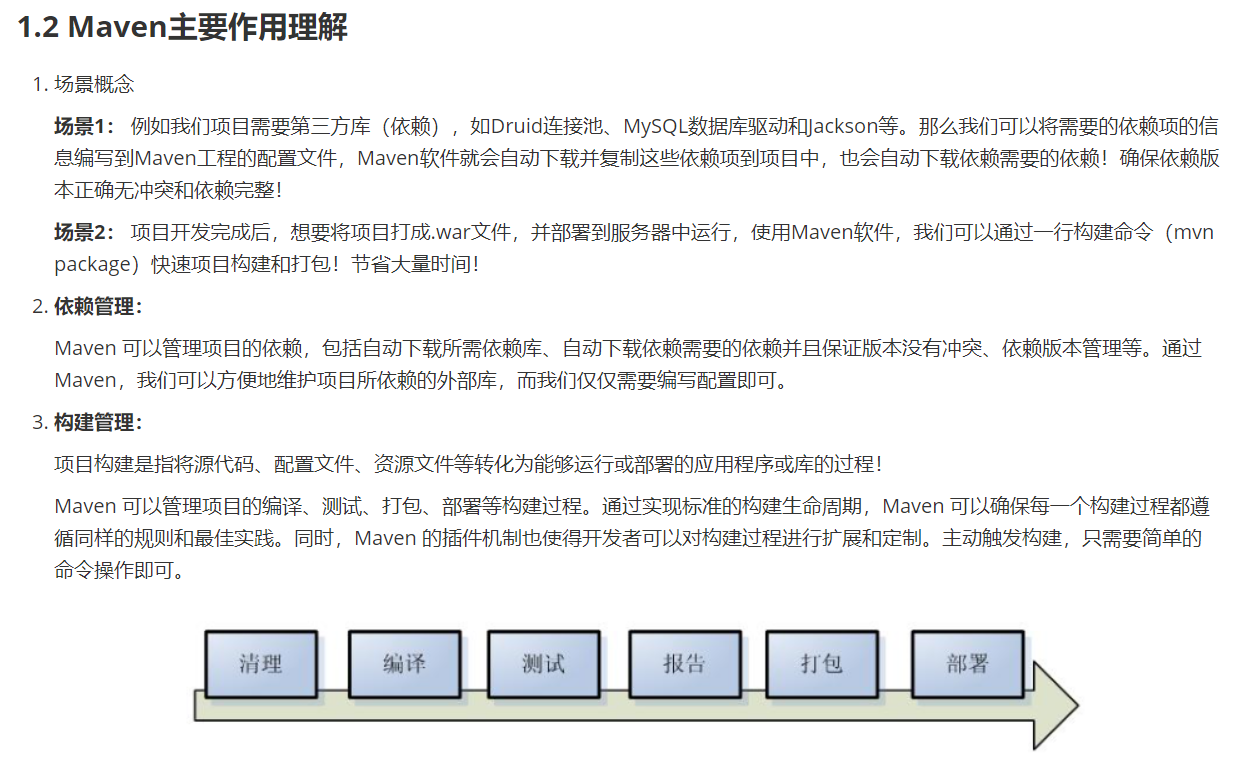 1.2 Maven主要作用理解
1. 场景概念
场景1： 例如我们项目需要第三方库（依赖），如Druid连接池、MySQL数据库驱动和Jackson等。那么我们可以将需要的依赖项的信
息编写到Maven工程的配置文件，Maven软件就会自动下载并复制这些依赖项到项目中，也会自动下载依赖需要的依赖！确保依赖版
本正确无冲突和依赖完整！
场景2： 项目开发完成后，想要将项目打成.war文件，并部署到服务器中运行，使用Maven软件，我们可以通过一行构建命令（mvn
package）快速项目构建和打包！节省大量时间！
2. 依赖管理：
Maven 可以管理项目的依赖，包括自动下载所需依赖库、自动下载依赖需要的依赖并且保证版本没有冲突、依赖版本管理等。通过
Maven，我们可以方便地维护项目所依赖的外部库，而我们仅仅需要编写配置即可。
3. 构建管理：
项目构建是指将源代码、配置文件、资源文件等转化为能够运行或部署的应用程序或库的过程！
Maven 可以管理项目的编译、测试、打包、部署等构建过程。通过实现标准的构建生命周期，Maven 可以确保每一个构建过程都遵
循同样的规则和最佳实践。同时，Maven 的插件机制也使得开发者可以对构建过程进行扩展和定制。主动触发构建，只需要简单的
命令操作即可。
清理 编译 测试 报告 打包 部署